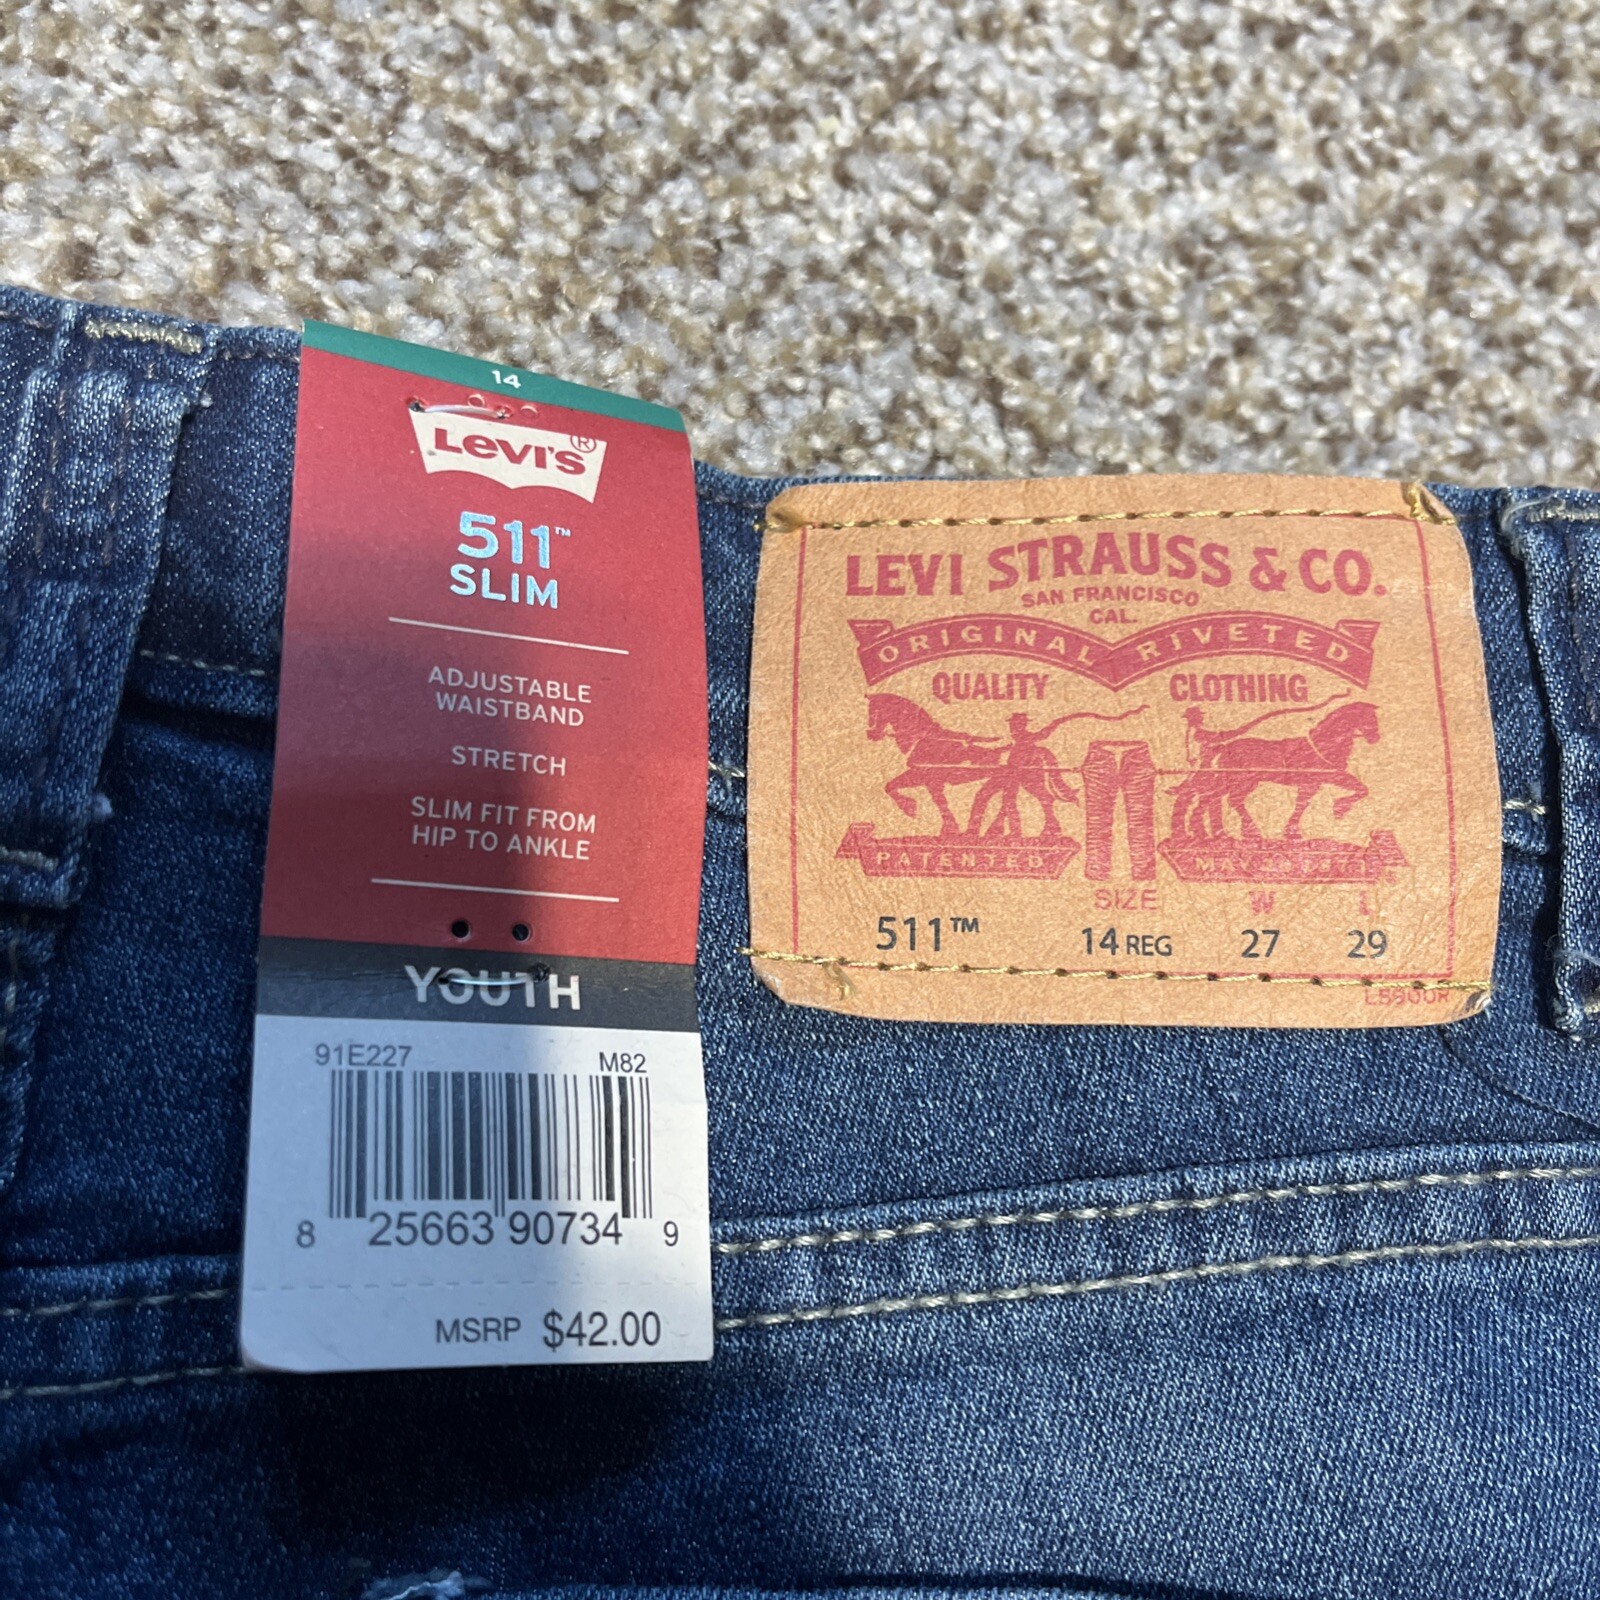 14
Levi's®
511™
SLIM
ADJUSTABLE
WAISTBAND
STRETCH
SLIM FIT FROM
HIP TO ANKLE
YOUTH
91E227 M82
8 25663 90734 9
MSRP $42.00
LEVI STRAUSS & CO.
SAN FRANCISCO
CAL.
ORIGINAL RIVETED
QUALITY CLOTHING
PATENTED MAY
SIZE W L
511™ 14 REG 27 29